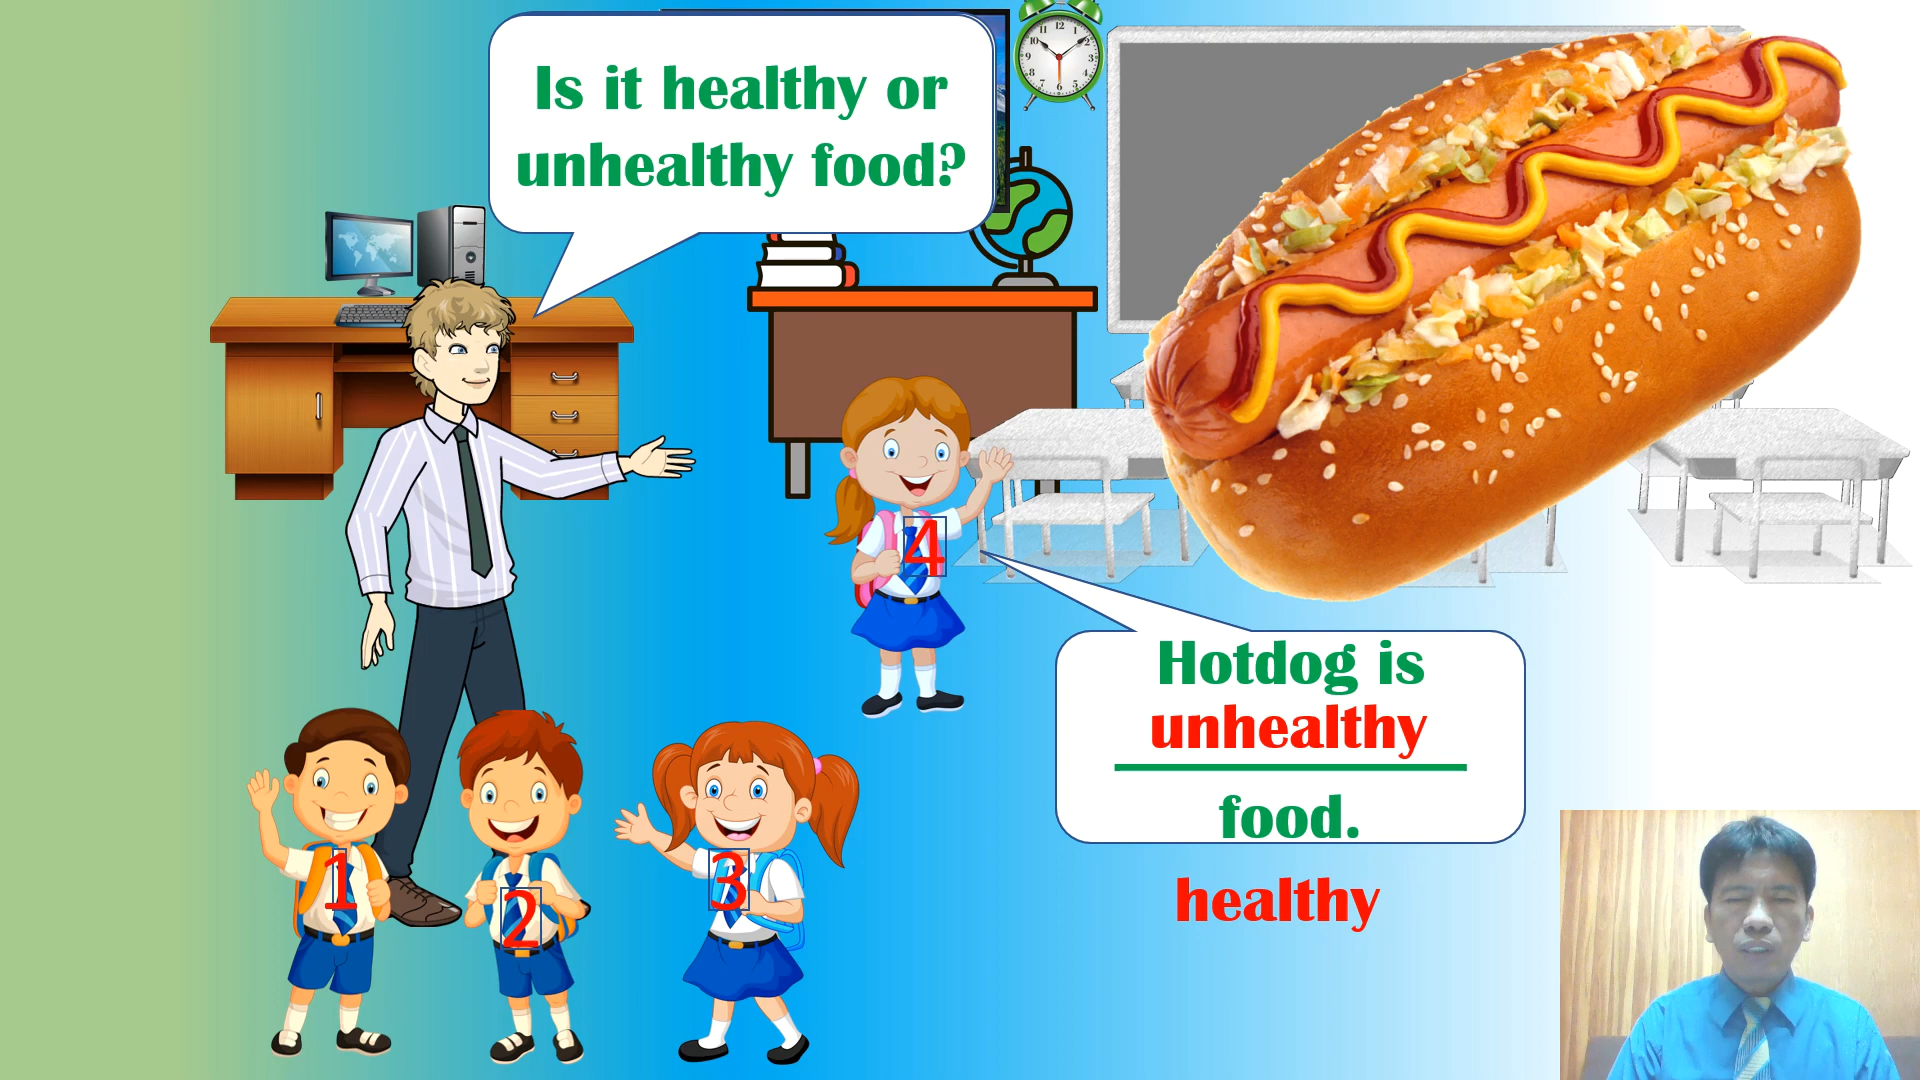 Is it healthy or
unhealthy food?
4
Hotdog is
unhealthy
food.
healthy
1
2
3